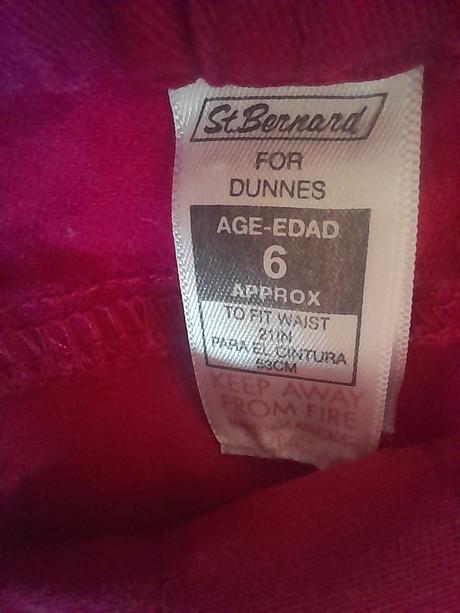 St.Bernard
FOR
DUNNES
AGE-EDAD
6
APPROX
TO FIT WAIST
21IN
PARA EL CINTURA
53CM
KEEP AWAY
FROM FIRE